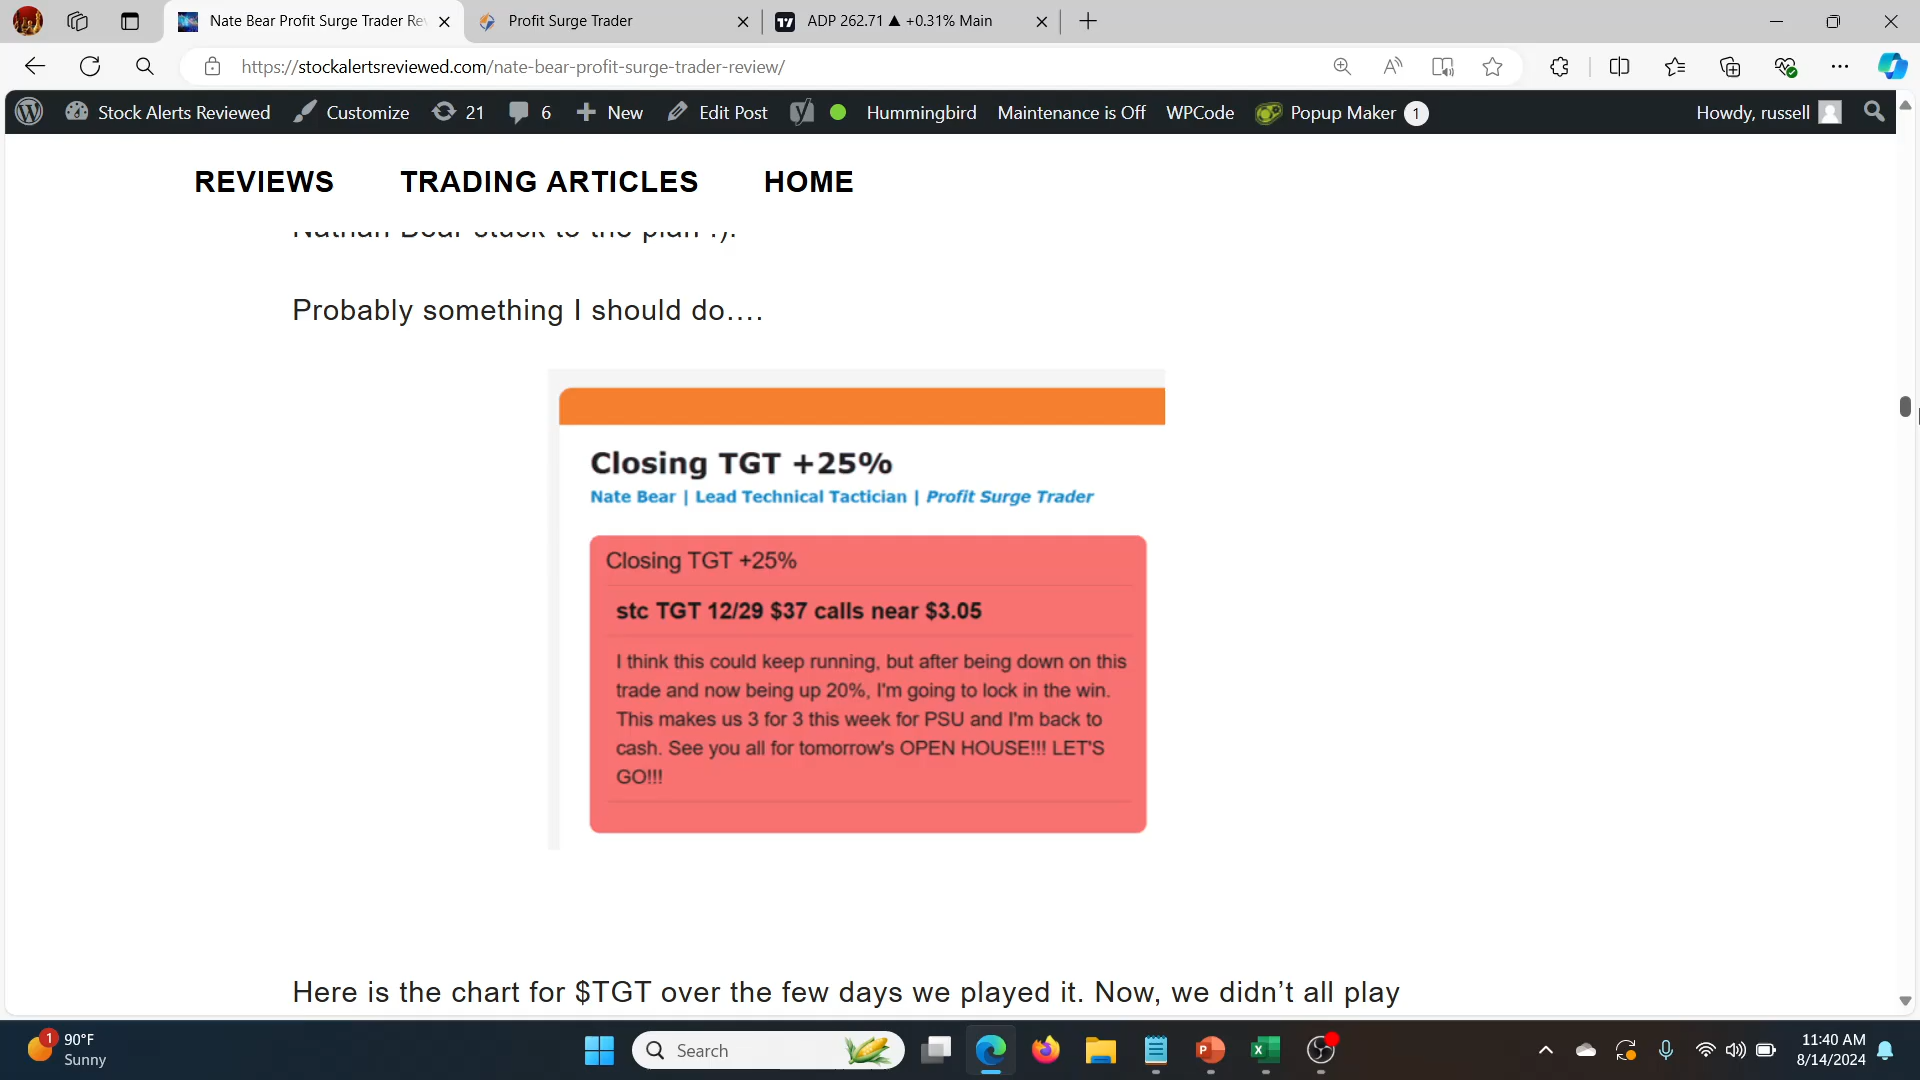 Nate Bear Profit Surge Trader Re
Profit Surge Trader
ADP 262.71 ▲ +0.31% Main
https://stockalertsreviewed.com/nate-bear-profit-surge-trader-review/
Stock Alerts Reviewed
Customize
21
6
New
Edit Post
Hummingbird
Maintenance is Off
WPCode
Popup Maker
1
Howdy, russell
REVIEWS
TRADING ARTICLES
HOME
Nathan Bear stuck to the plan :).
Probably something I should do….
Closing TGT +25%
Nate Bear | Lead Technical Tactician | Profit Surge Trader
Closing TGT +25%
stc TGT 12/29 $37 calls near $3.05
I think this could keep running, but after being down on this
trade and now being up 20%, I'm going to lock in the win.
This makes us 3 for 3 this week for PSU and I'm back to
cash. See you all for tomorrow's OPEN HOUSE!!! LET'S
GO!!!
Here is the chart for $TGT over the few days we played it. Now, we didn’t all play
1
90°F
Sunny
Search
11:40 AM
8/14/2024